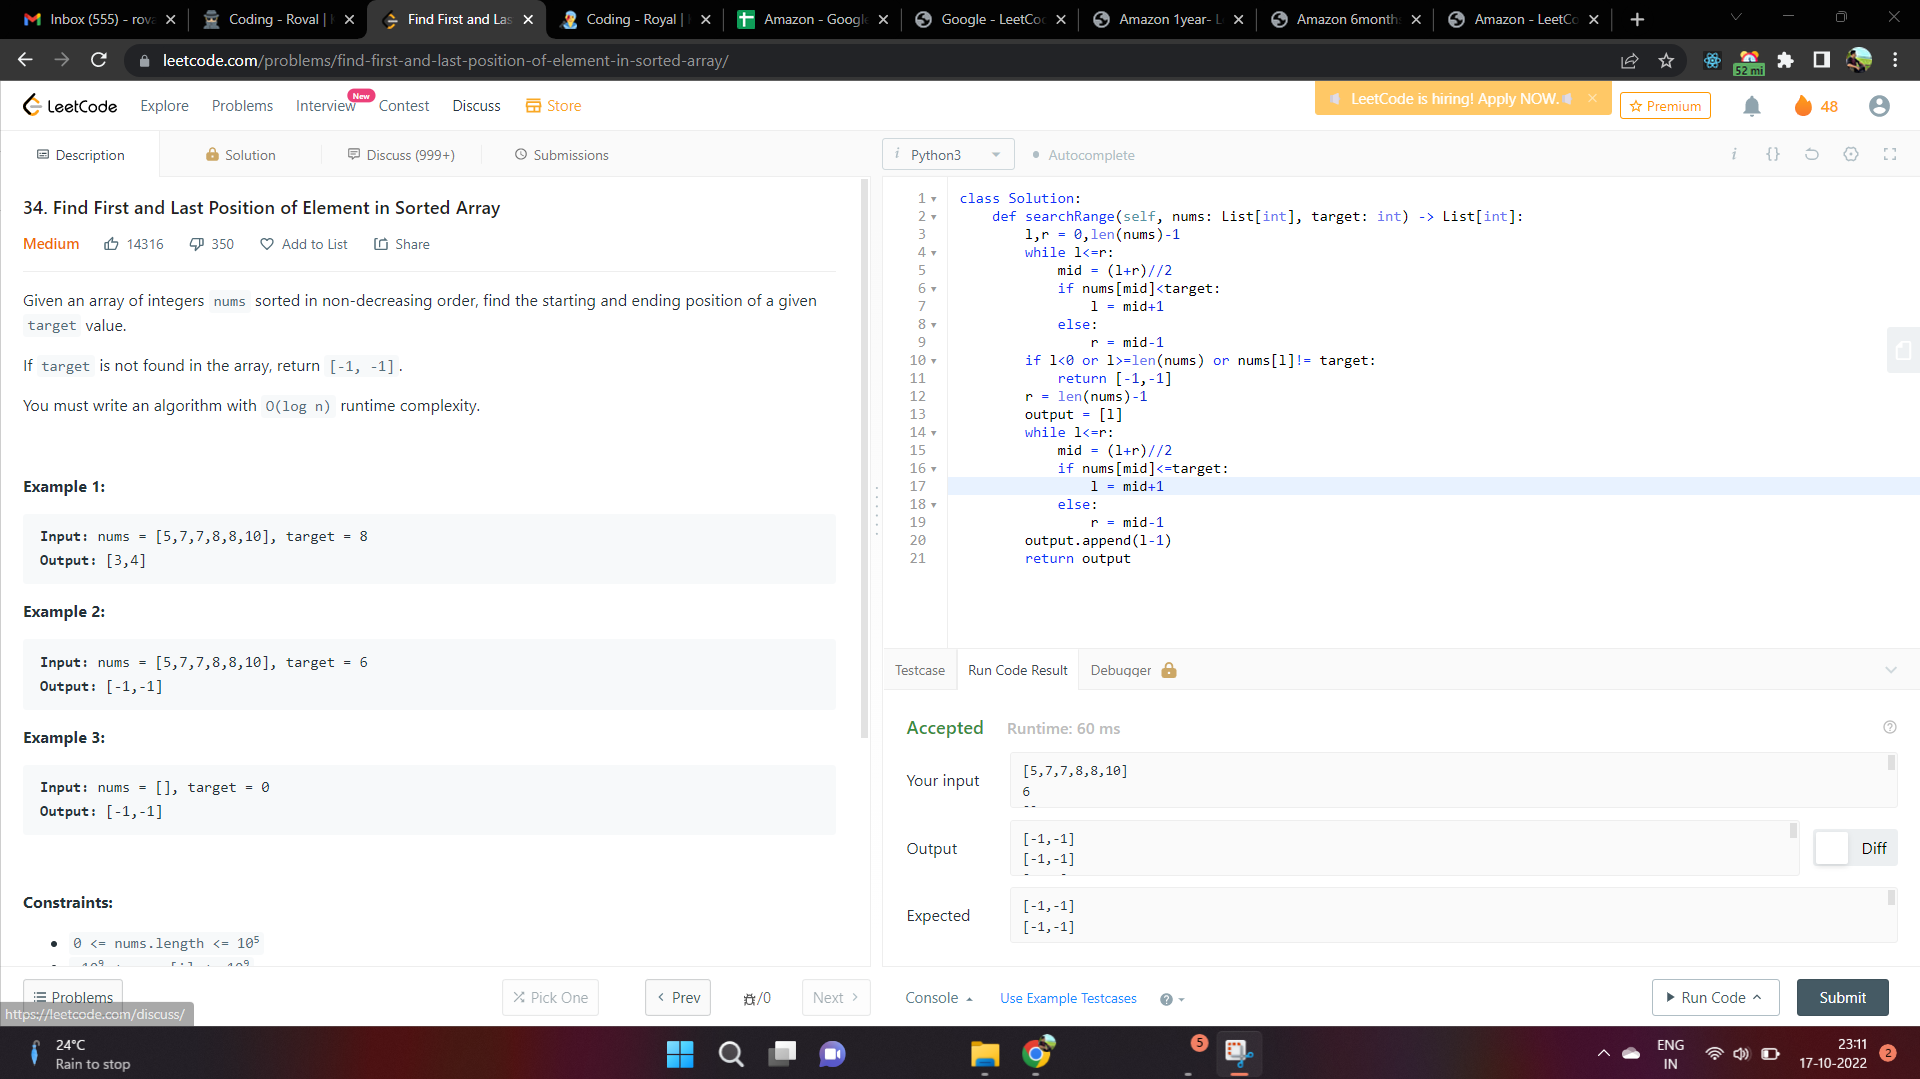 Inbox (555) - rova
Coding - Roval |
Find First and Las
Coding - Royal |
Amazon - Google
Google - LeetCo
Amazon 1year- L
Amazon 6month
Amazon - LeetCo
leetcode.com/problems/find-first-and-last-position-of-element-in-sorted-array/
52 mi
LeetCode
Explore
Problems
Interview
New
Contest
Discuss
Store
LeetCode is hiring! Apply NOW.
Premium
48
Description
Solution
Discuss (999+)
Submissions
34. Find First and Last Position of Element in Sorted Array
Medium
14316
350
Add to List
Share
Given an array of integers nums sorted in non-decreasing order, find the starting and ending position of a given
target value.
If target is not found in the array, return [-1, -1].
You must write an algorithm with O(log n) runtime complexity.
Example 1:
Input: nums = [5,7,7,8,8,10], target = 8
Output: [3,4]
Example 2:
Input: nums = [5,7,7,8,8,10], target = 6
Output: [-1,-1]
Example 3:
Input: nums = [], target = 0
Output: [-1,-1]
Constraints:
0 <= nums.length <= 10⁵
Problems
https://leetcode.com/discuss/
Pick One
Prev
/0
Next
i Python3
Autocomplete
i {}
1 class Solution:
2 def searchRange(self, nums: List[int], target: int) -> List[int]:
3 l,r = 0,len(nums)-1
4 while l<=r:
5 mid = (l+r)//2
6 if nums[mid]<target:
7 l = mid+1
8 else:
9 r = mid-1
10 if l<0 or l>=len(nums) or nums[l]!= target:
11 return [-1,-1]
12 r = len(nums)-1
13 output = [l]
14 while l<=r:
15 mid = (l+r)//2
16 if nums[mid]<=target:
17 l = mid+1
18 else:
19 r = mid-1
20 output.append(l-1)
21 return output
Testcase
Run Code Result
Debugger
Accepted
Runtime: 60 ms
Your input
[5,7,7,8,8,10]
6
Output
[-1,-1]
[-1,-1]
Diff
Expected
[-1,-1]
[-1,-1]
Console
Use Example Testcases
Run Code
Submit
24°C
Rain to stop
5
ENG
IN
23:11
17-10-2022
2